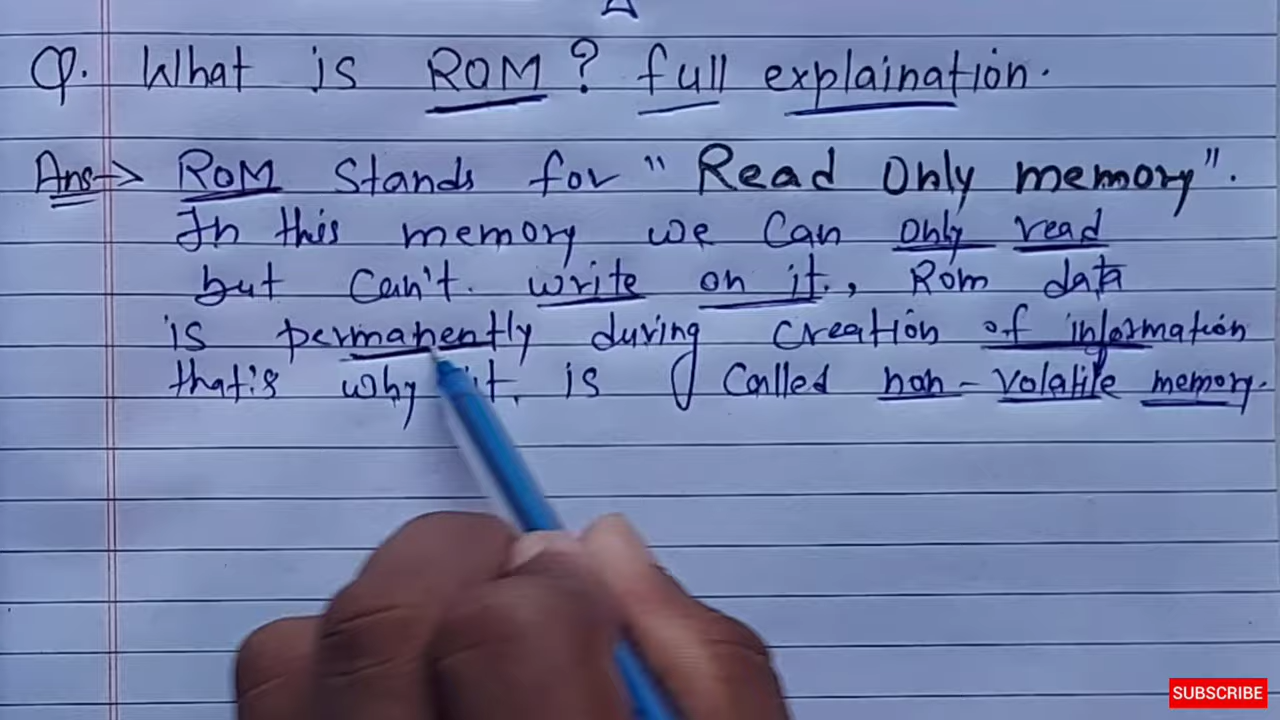 Q. What is ROM? full explaination.
Ans-> ROM Stands for "Read Only memory".
In this memory we can only read
but can't write on it., Rom data
is permanently during creation of information
that's why it is called non-volatile memory.
SUBSCRIBE